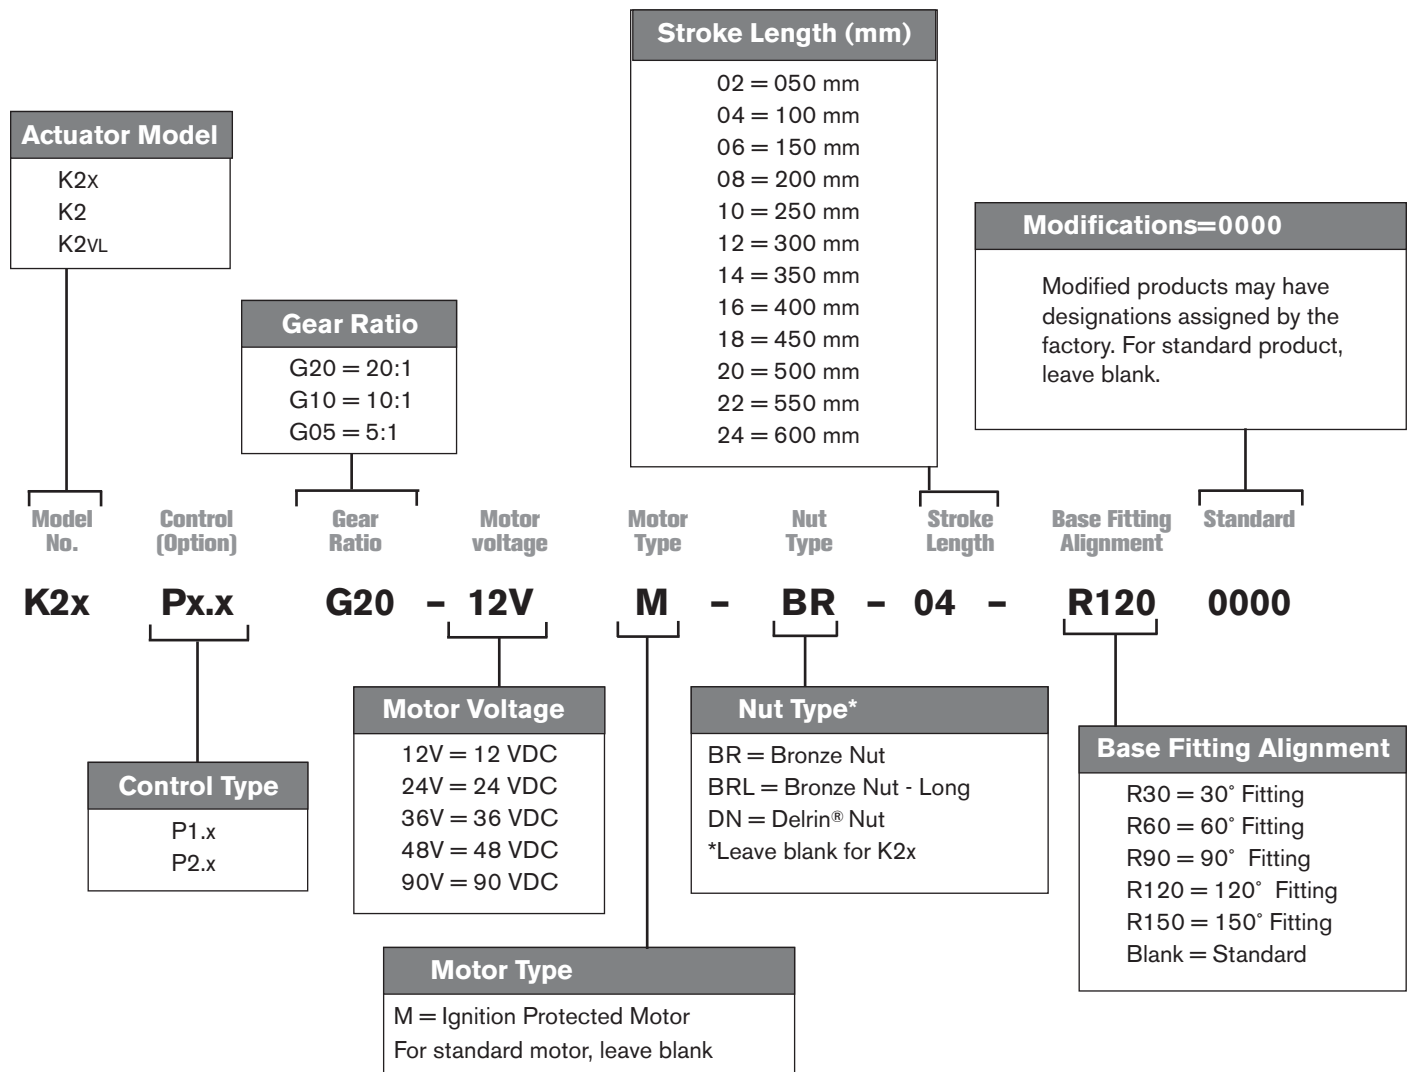 Stroke Length (mm)
02 = 050 mm
04 = 100 mm
06 = 150 mm
08 = 200 mm
10 = 250 mm
12 = 300 mm
14 = 350 mm
16 = 400 mm
18 = 450 mm
20 = 500 mm
22 = 550 mm
24 = 600 mm
Actuator Model
K2X
K2
K2VL
Gear Ratio
G20 = 20:1
G10 = 10:1
G05 = 5:1
Modifications=0000
Modified products may have
designations assigned by the
factory. For standard product,
leave blank.
Model
No.
Control
(Option)
Gear
Ratio
Motor
voltage
Motor
Type
Nut
Type
Stroke
Length
Base Fitting
Alignment
Standard
K2x Px.x G20 - 12V M - BR - 04 - R120 0000
Control Type
P1.x
P2.x
Motor Voltage
12V = 12 VDC
24V = 24 VDC
36V = 36 VDC
48V = 48 VDC
90V = 90 VDC
Nut Type*
BR = Bronze Nut
BRL = Bronze Nut - Long
DN = Delrin® Nut
*Leave blank for K2x
Base Fitting Alignment
R30 = 30° Fitting
R60 = 60° Fitting
R90 = 90° Fitting
R120 = 120° Fitting
R150 = 150° Fitting
Blank = Standard
Motor Type
M = Ignition Protected Motor
For standard motor, leave blank